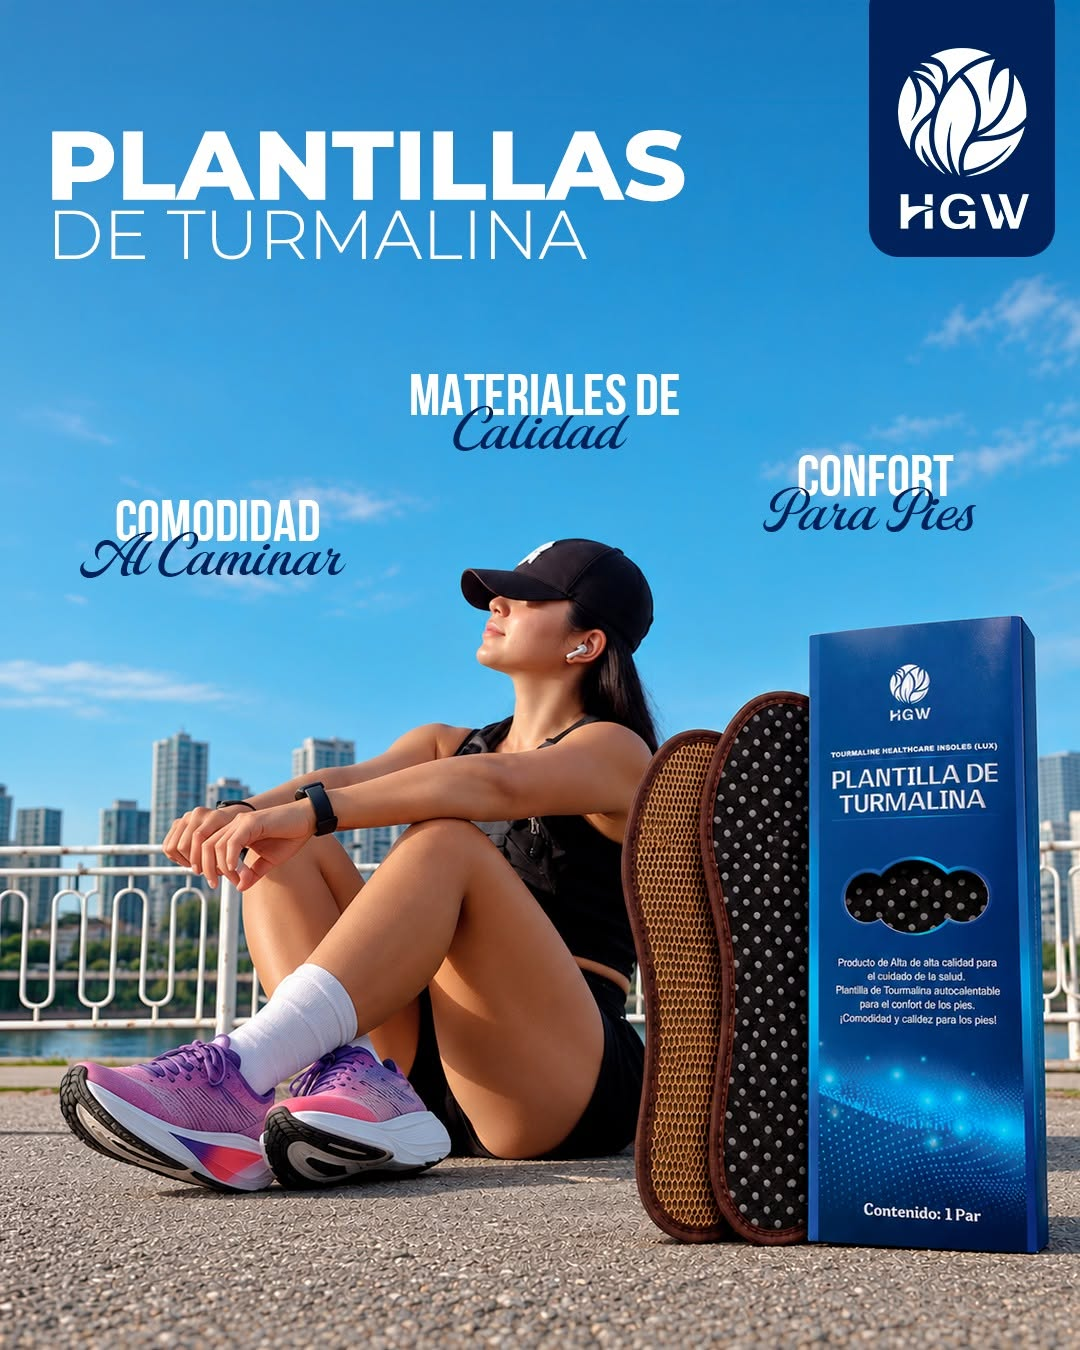 PLANTILLAS
DE TURMALINA
HGW
MATERIALES DE
Calidad
CONFORT
Para Pies
COMODIDAD
Al Caminar
HGW
TOURMALINE HEALTHCARE INSOLES (LUX)
PLANTILLA DE
TURMALINA
Producto de Alta de alta calidad para
el cuidado de la salud.
Plantilla de Tourmalina autocalentable
para el confort de los pies.
¡Comodidad y calidez para los pies!
Contenido: 1 Par